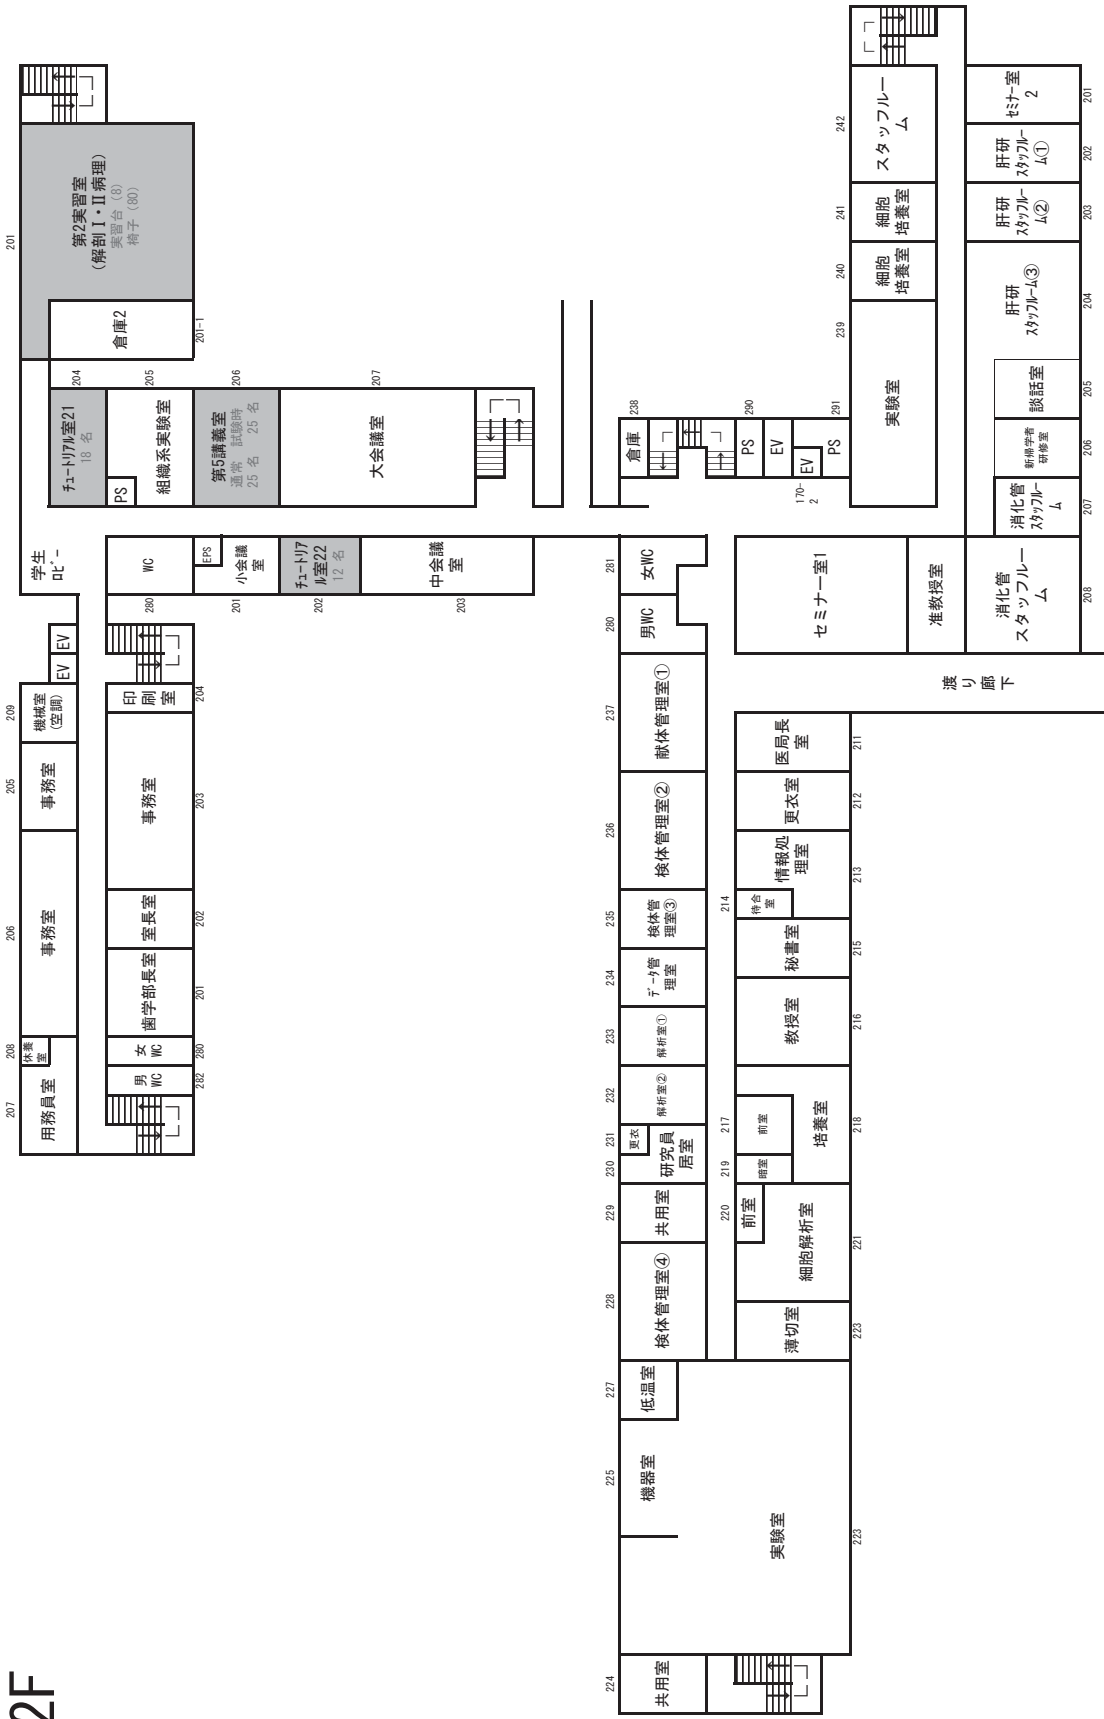 2F
201
第2実習室
(解剖Ⅰ・Ⅱ病理)
実習台 (8)
椅子 (80)
倉庫2
201-1
204
チュートリアル室21
18 名
205
組織系実験室
PS
206
第5講義室
通常 試験時
25 名 25 名
207
大会議室
学生
ロビー
WC
280
EPS
小会議
室
201
チュートリア
ル室22
12 名
202
中会議
室
203
EV
EV
209
機械室
(空調)
205
事務室
206
事務室
208
休養
室
207
用務員室
印刷
室
204
事務室
203
室長室
202
歯学部長室
201
女
WC
280
男
WC
282
242
スタッフルー
ム
241
細胞
培養室
240
細胞
培養室
239
実験室
セミナー室
2
201
肝研
スタッフルー
ム①
202
肝研
スタッフルー
ム②
203
肝研
スタッフルーム③
204
談話室
205
新帰学者
研修室
206
消化管
スタッフルー
ム
207
消化管
スタッフルー
ム
208
238
倉庫
290
PS
EV
EV
291
PS
170-
2
セミナー室1
准教授室
渡り廊下
281
女WC
280
男WC
237
献体管理室①
236
検体管理室②
235
検体管
理室③
234
データ管
理室
233
解析室①
232
解析室②
231
更衣
230
研究員
居室
229
共用室
228
検体管理室④
227
低温室
225
機器室
224
共用室
医局長
室
211
更衣室
212
情報処
理室
213
214
待合
室
秘書室
215
教授室
216
217
前室
培養室
218
219
暗室
220
前室
細胞解析室
221
薄切室
223
実験室
223